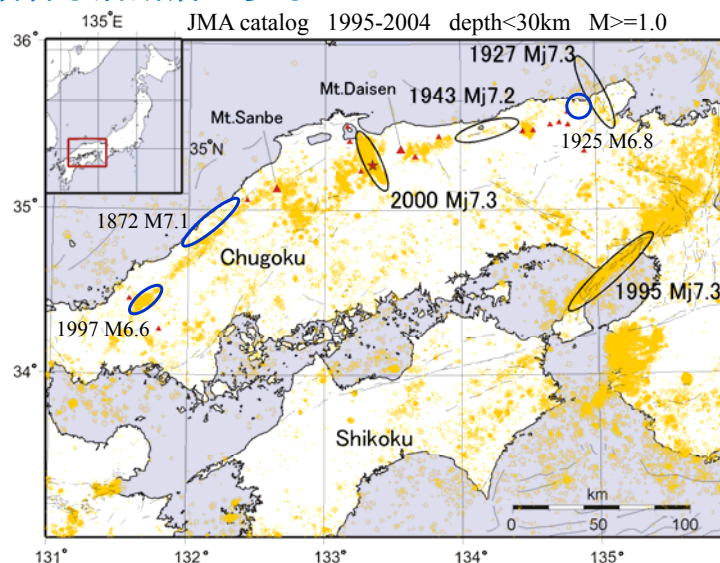 135˚E
JMA catalog 1995-2004 depth<30km M>=1.0
36˚
1927 Mj7.3
Mt.Daisen
1943 Mj7.2
Mt.Sanbe
35˚N
1925 M6.8
2000 Mj7.3
35˚
1872 M7.1
Chugoku
1995 Mj7.3
1997 M6.6
34˚
Shikoku
km
0 50 100
131˚ 132˚ 133˚ 134˚ 135˚